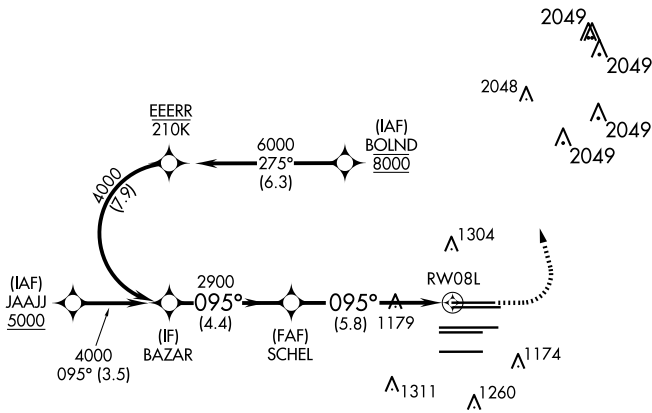 2049
2049
2048
2049
2049
EEERR
210K
6000
275°
(6.3)
(IAF)
BOLND
8000
4000
(7.9)
1304
(IAF)
JAAJJ
5000
2900
095°
(4.4)
095°
(5.8)
1179
RW08L
4000
095° (3.5)
(IF)
BAZAR
(FAF)
SCHEL
1174
1311
1260